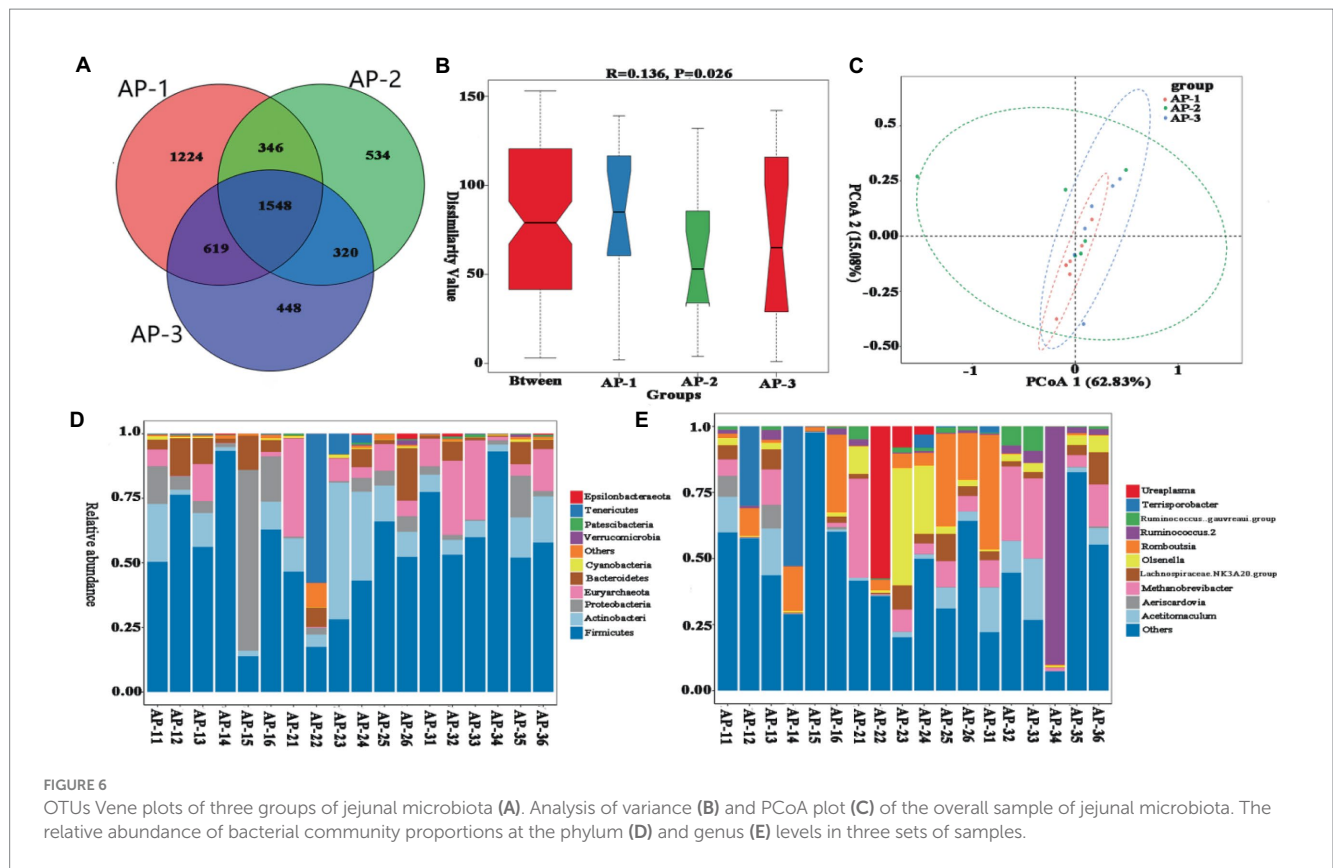 A
AP-1
AP-2
1224
346
534
1548
619
320
448
AP-3
B
R=0.136, P=0.026
Dissimilarity Value
150
100
50
0
Btween
AP-1
AP-2
AP-3
Groups
C
group
AP-1
AP-2
AP-3
PCoA 2 (15.08%)
0.5
0.25
0.00
-0.25
-0.50
-1
0
1
PCoA 1 (62.83%)
D
Relative abundance
1.0
0.75
0.50
0.25
0.00
AP-11
AP-12
AP-13
AP-14
AP-15
AP-16
AP-21
AP-22
AP-23
AP-24
AP-25
AP-26
AP-31
AP-32
AP-33
AP-34
AP-35
AP-36
Epsilonbacteraeota
Tenericutes
Patescibacteria
Verrucomicrobia
Others
Cyanobacteria
Bacteroidetes
Euryarchaeota
Proteobacteria
Actinobacteri
Firmicutes
E
1.0
0.75
0.50
0.25
0.00
AP-11
AP-12
AP-13
AP-14
AP-15
AP-16
AP-21
AP-22
AP-23
AP-24
AP-25
AP-26
AP-31
AP-32
AP-33
AP-34
AP-35
AP-36
Ureaplasma
Terrisporobacter
Ruminococcus..gauvreaui.group
Ruminococcus.2
Romboutsia
Olsenella
Lachnospiraceae.NK3A20.group
Methanobrevibacter
Aeriscardovia
Acetitomaculum
Others
FIGURE 6
OTUs Vene plots of three groups of jejunal microbiota (A). Analysis of variance (B) and PCoA plot (C) of the overall sample of jejunal microbiota. The
relative abundance of bacterial community proportions at the phylum (D) and genus (E) levels in three sets of samples.